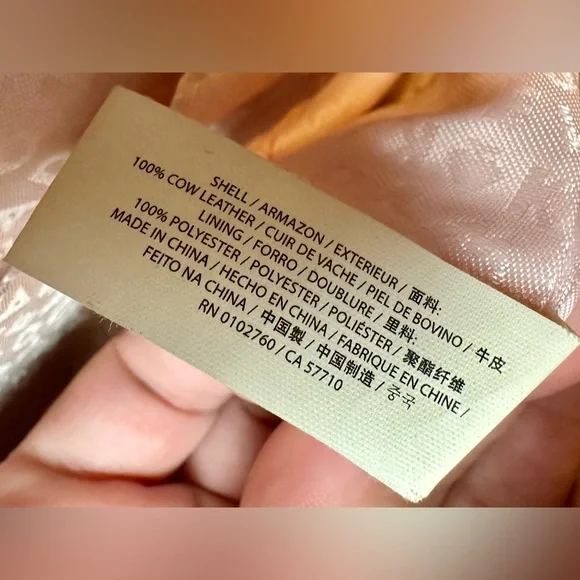 SHELL / ARMAZON / EXTERIEUR / 面料:
100% COW LEATHER / CUIR DE VACHE / PIEL DE BOVINO / 牛皮
LINING / FORRO / DOUBLURE / 里料:
100% POLYESTER / POLYESTER / POLIÉSTER / 聚酯纤维
MADE IN CHINA / HECHO EN CHINA / FABRIQUE EN CHINE /
FEITO NA CHINA / 中国製 / 中国制造 / 중국
RN 0102760 / CA 57710